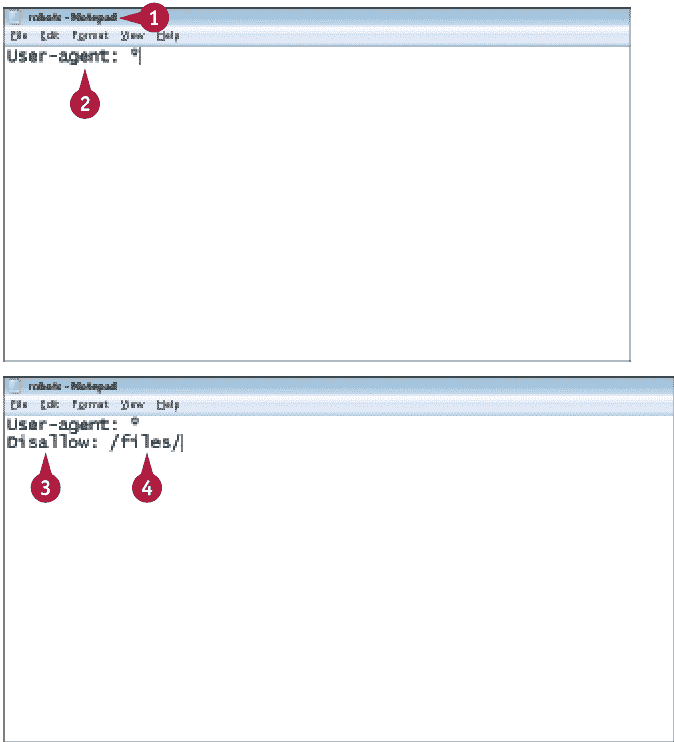 robots - Notepad 1
File Edit Format View Help
User-agent: *
2
robots - Notepad
File Edit Format View Help
User-agent: *
Disallow: /files/
3 4